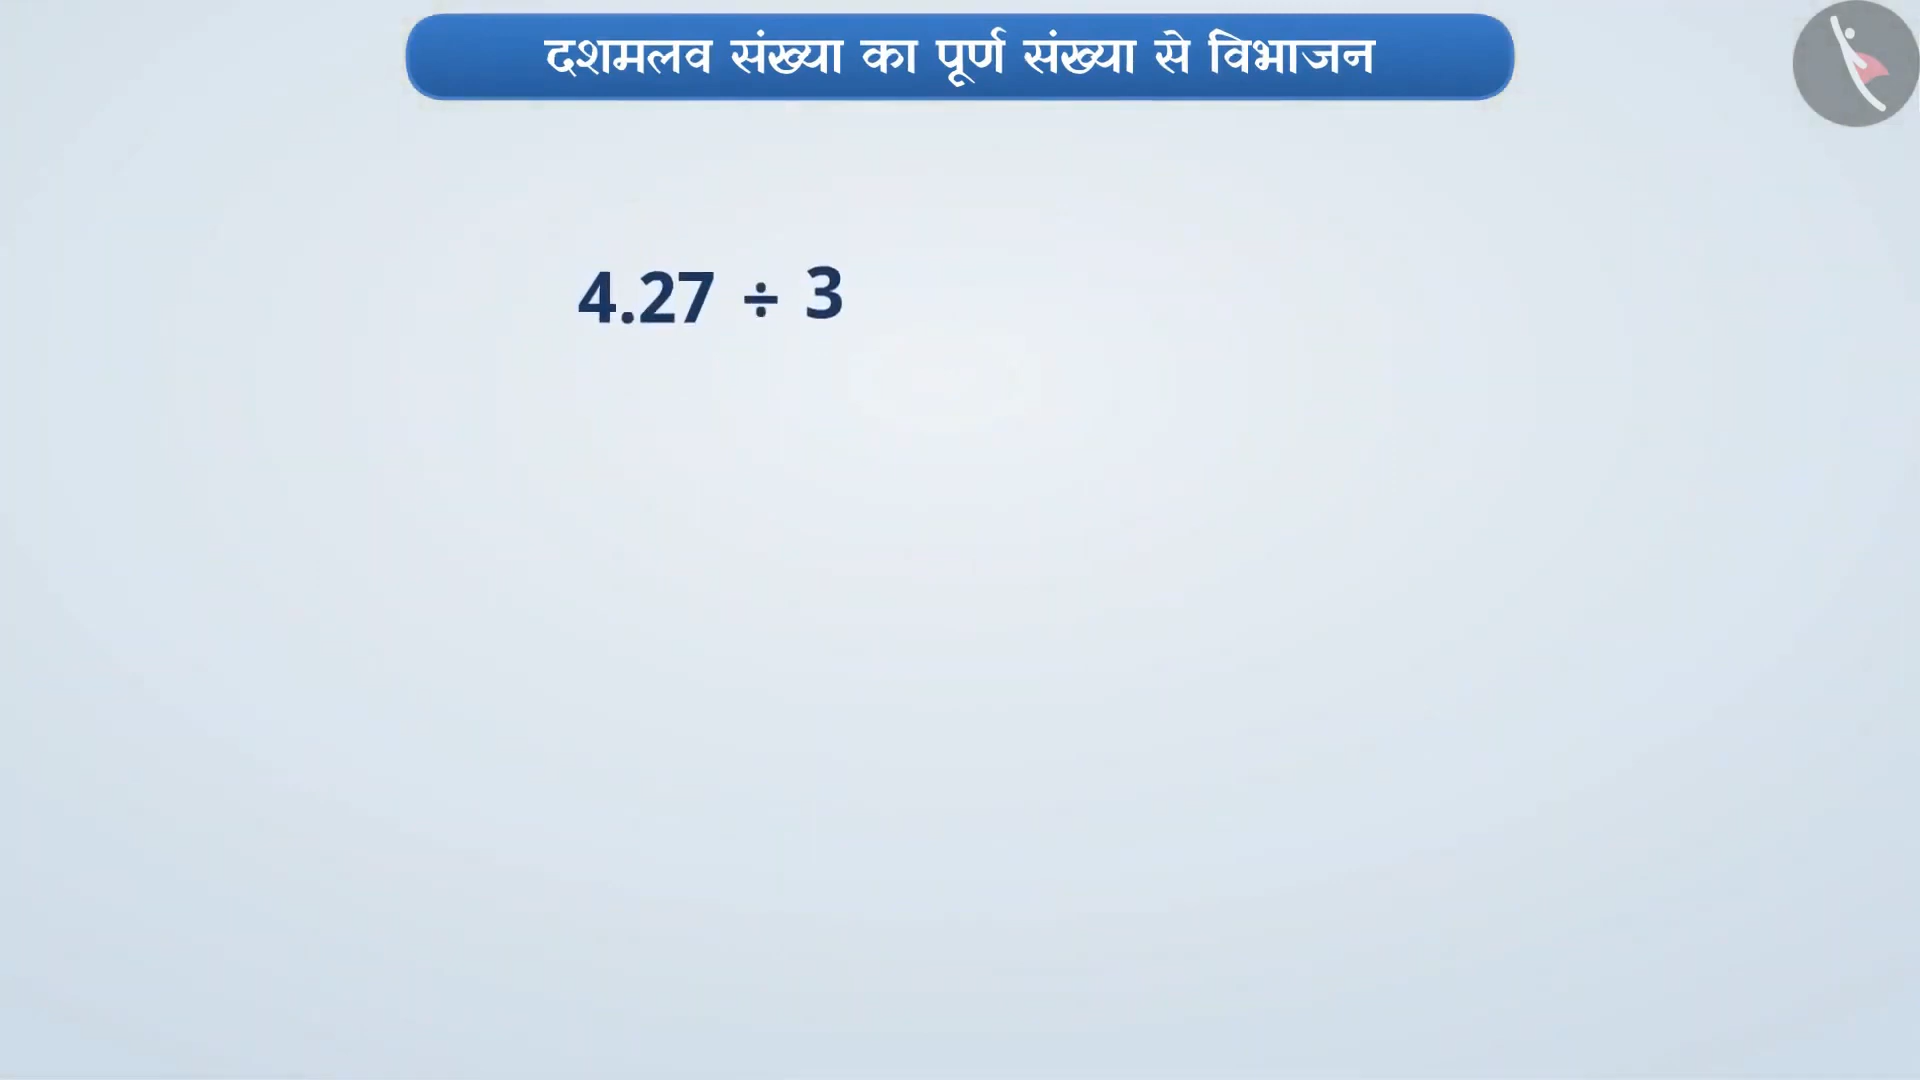 दशमलव संख्या का पूर्ण संख्या से विभाजन
4.27 ÷ 3